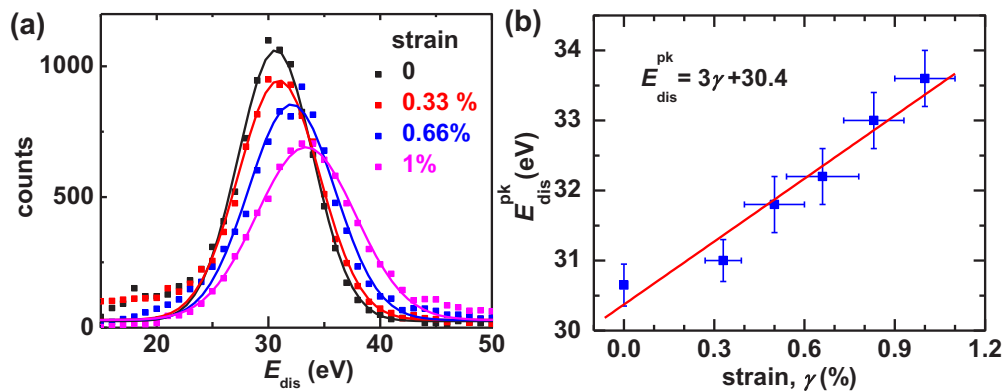 (a)
strain
0
0.33 %
0.66%
1%
counts
1000
500
0
20 30 40 50
E_dis (eV)
(b)
E^pk_dis = 3γ+30.4
E^pk_dis (eV)
34
33
32
31
30
0.0 0.3 0.6 0.9 1.2
strain, γ (%)